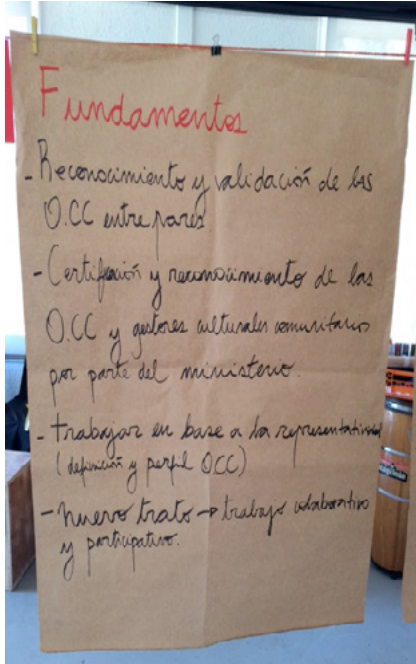 Fundamentos
- Reconocimiento y validación de las
O.CC entre pares.
- Certificación y reconocimiento de las
O.CC y gestores culturales comunitarios
por parte del ministerio.
- trabajar en base a la representatividad
(definición y perfil OCC)
- nuevo trato → trabajo colaborativo
y participativo.